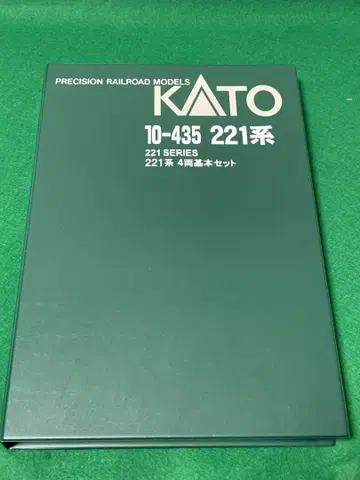 PRECISION RAILROAD MODELS
KATO
10-435 221系
221 SERIES
221系 4両基本セット